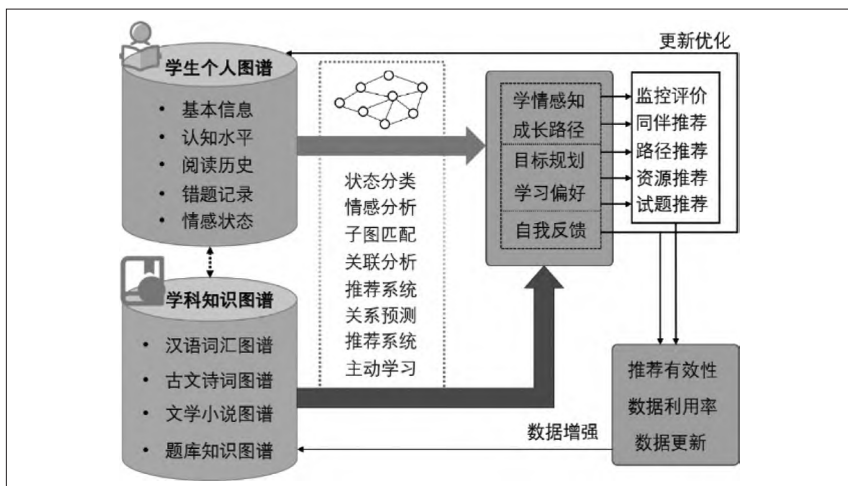 学生个人图谱
• 基本信息
• 认知水平
• 阅读历史
• 错题记录
• 情感状态
学科知识图谱
• 汉语词汇图谱
• 古文诗词图谱
• 文学小说图谱
• 题库知识图谱
状态分类
情感分析
子图匹配
关联分析
推荐系统
关系预测
推荐系统
主动学习
学情感知
成长路径
目标规划
学习偏好
自我反馈
更新优化
监控评价
同伴推荐
路径推荐
资源推荐
试题推荐
推荐有效性
数据利用率
数据更新
数据增强